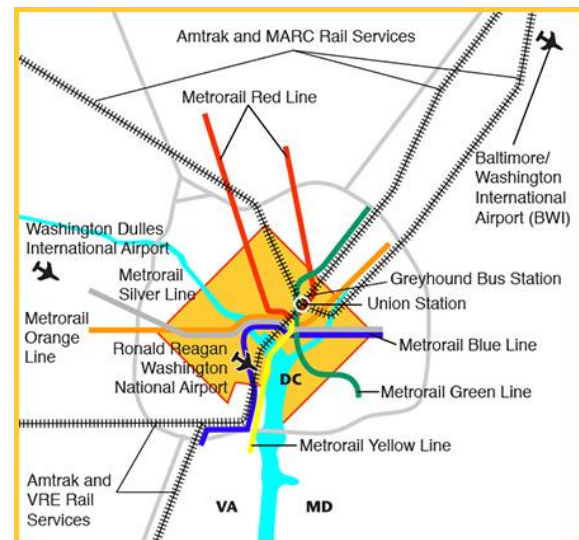 Amtrak and MARC Rail Services
Metrorail Red Line
Baltimore/
Washington
International
Airport (BWI)
Washington Dulles
International Airport
Metrorail
Silver Line
Greyhound Bus Station
Union Station
Metrorail
Orange
Line
Ronald Reagan
Washington
National Airport
Metrorail Blue Line
DC
Metrorail Green Line
Metrorail Yellow Line
Amtrak and
VRE Rail
Services
VA
MD